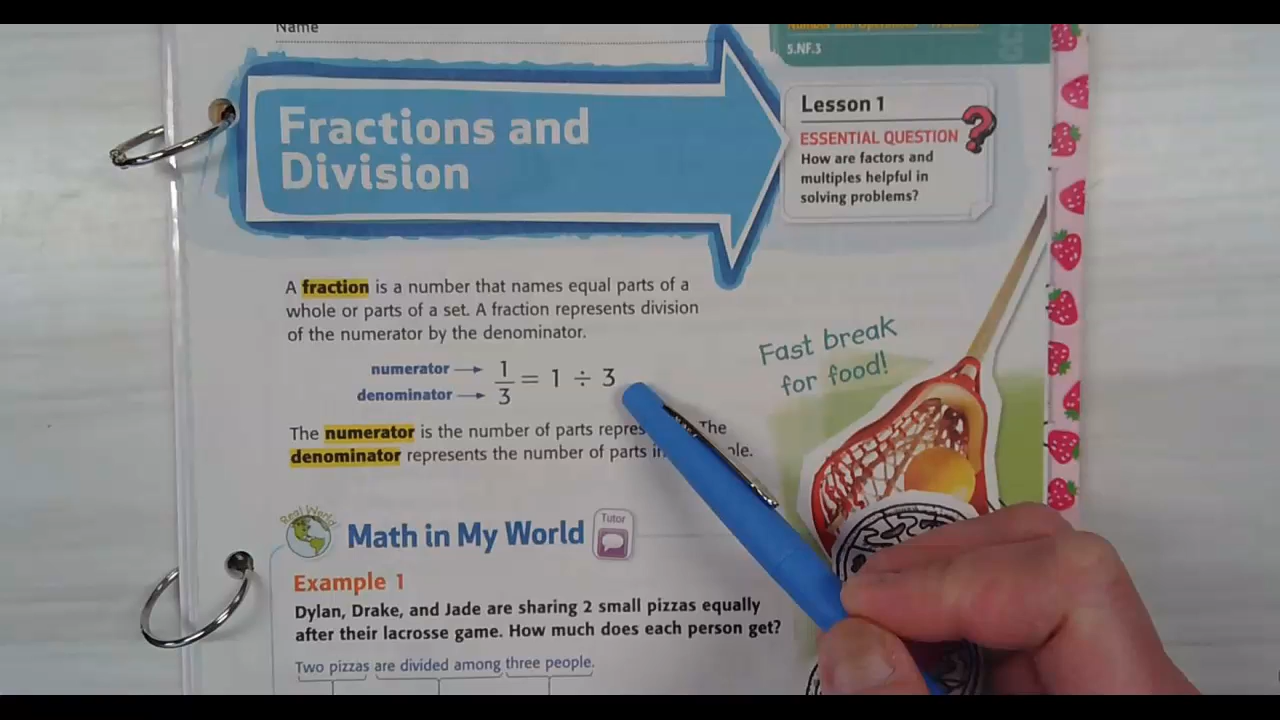 Name
5.NF.3
Fractions and
Division
Lesson 1
ESSENTIAL QUESTION
How are factors and
multiples helpful in
solving problems?
A fraction is a number that names equal parts of a
whole or parts of a set. A fraction represents division
of the numerator by the denominator.
numerator → 1/3 = 1 ÷ 3
denominator →
Fast break
for food!
The numerator is the number of parts The
denominator represents the number of parts
Real World
Math in My World
Tutor
Example 1
Dylan, Drake, and Jade are sharing 2 small pizzas equally
after their lacrosse game. How much does each person get?
Two pizzas are divided among three people.